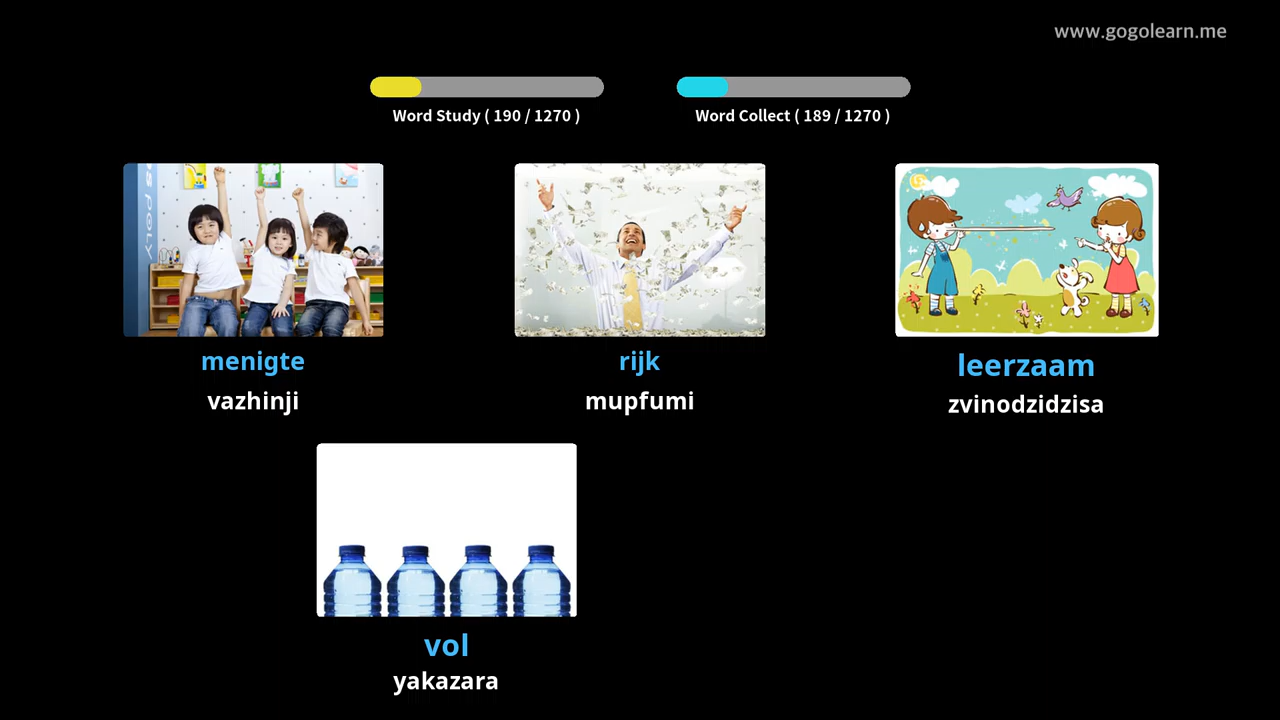 www.gogolearn.me
Word Study ( 190 / 1270 )
Word Collect ( 189 / 1270 )
S POLY
menigte
rijk
leerzaam
vazhinji
mupfumi
zvinodzidzisa
vol
yakazara